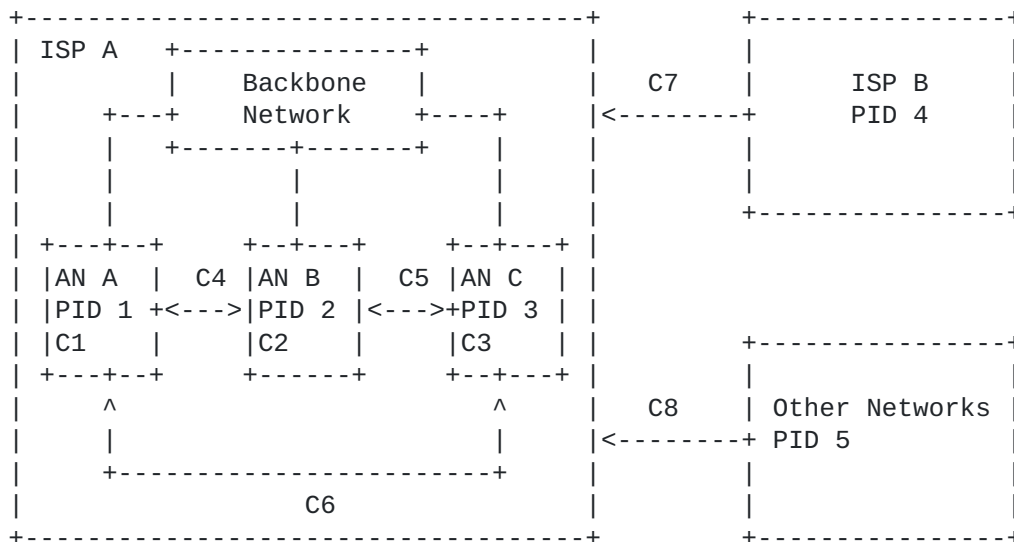 ISP A
Backbone C7 ISP B
Network PID 4
AN A C4 AN B C5 AN C
PID 1 PID 2 PID 3
C1 C2 C3
C8 Other Networks
PID 5
C6